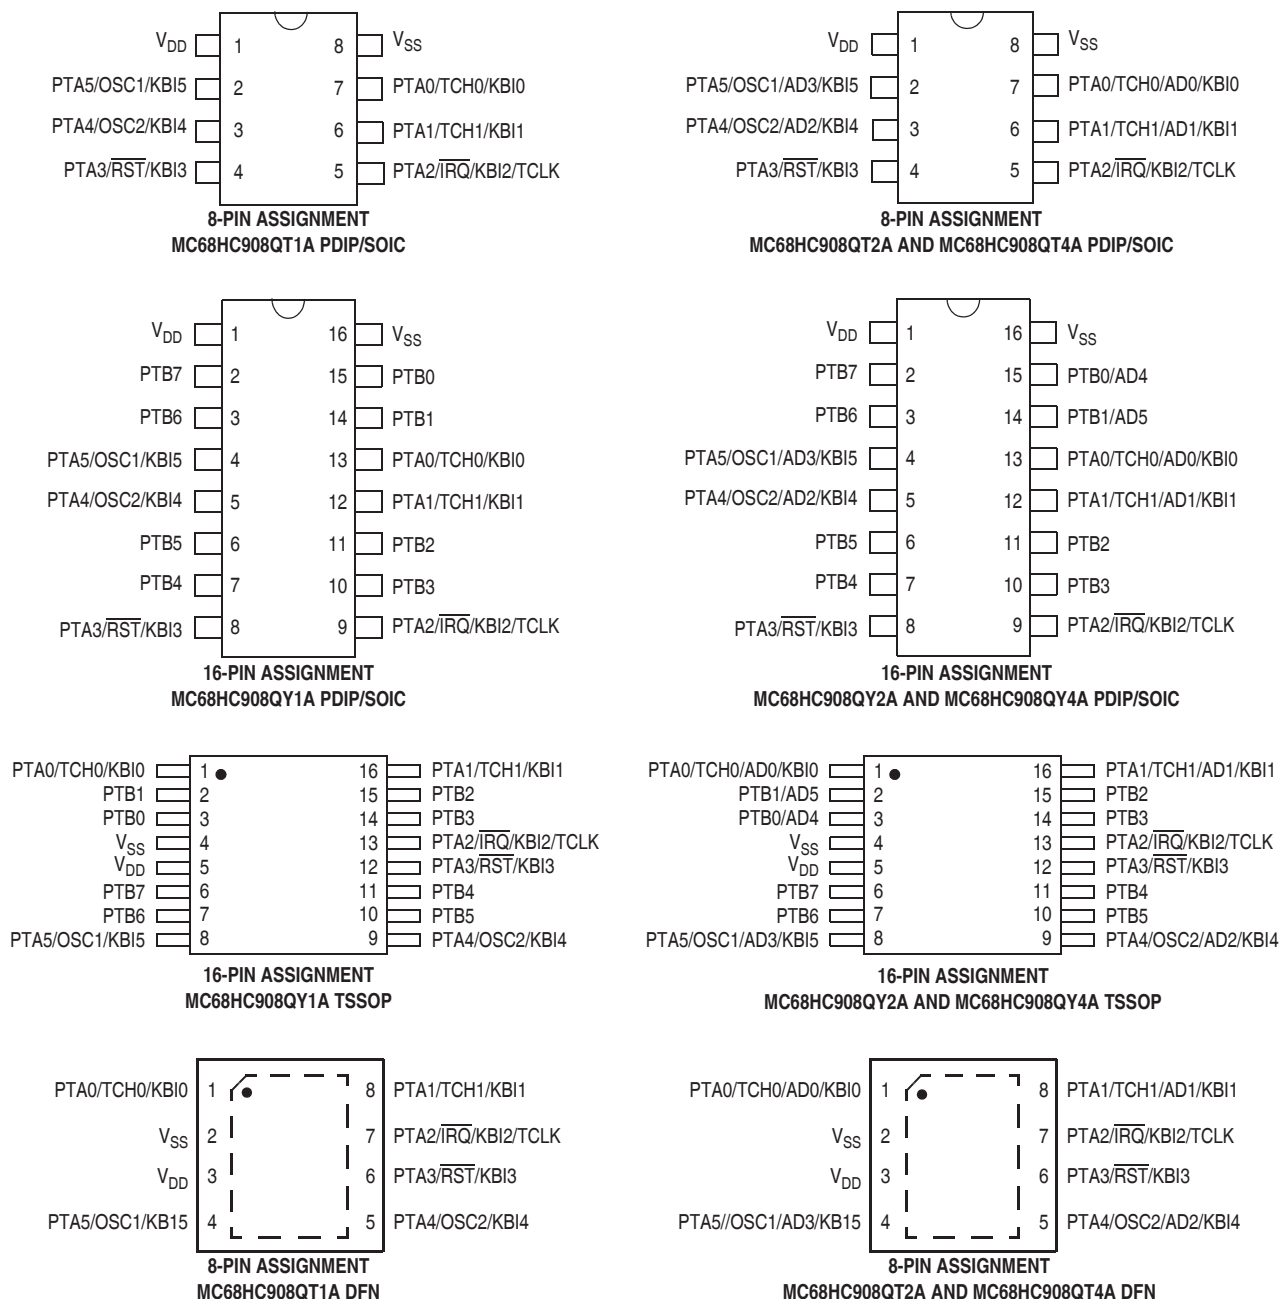 V_DD 1 8 V_SS
PTA5/OSC1/KBI5 2 7 PTA0/TCH0/KBI0
PTA4/OSC2/KBI4 3 6 PTA1/TCH1/KBI1
PTA3/R̅S̅T̅/KBI3 4 5 PTA2/I̅R̅Q̅/KBI2/TCLK
8-PIN ASSIGNMENT
MC68HC908QT1A PDIP/SOIC
V_DD 1 8 V_SS
PTA5/OSC1/AD3/KBI5 2 7 PTA0/TCH0/AD0/KBI0
PTA4/OSC2/AD2/KBI4 3 6 PTA1/TCH1/AD1/KBI1
PTA3/R̅S̅T̅/KBI3 4 5 PTA2/I̅R̅Q̅/KBI2/TCLK
8-PIN ASSIGNMENT
MC68HC908QT2A AND MC68HC908QT4A PDIP/SOIC
V_DD 1 16 V_SS
PTB7 2 15 PTB0
PTB6 3 14 PTB1
PTA5/OSC1/KBI5 4 13 PTA0/TCH0/KBI0
PTA4/OSC2/KBI4 5 12 PTA1/TCH1/KBI1
PTB5 6 11 PTB2
PTB4 7 10 PTB3
PTA3/R̅S̅T̅/KBI3 8 9 PTA2/I̅R̅Q̅/KBI2/TCLK
16-PIN ASSIGNMENT
MC68HC908QY1A PDIP/SOIC
V_DD 1 16 V_SS
PTB7 2 15 PTB0/AD4
PTB6 3 14 PTB1/AD5
PTA5/OSC1/AD3/KBI5 4 13 PTA0/TCH0/AD0/KBI0
PTA4/OSC2/AD2/KBI4 5 12 PTA1/TCH1/AD1/KBI1
PTB5 6 11 PTB2
PTB4 7 10 PTB3
PTA3/R̅S̅T̅/KBI3 8 9 PTA2/I̅R̅Q̅/KBI2/TCLK
16-PIN ASSIGNMENT
MC68HC908QY2A AND MC68HC908QY4A PDIP/SOIC
PTA0/TCH0/KBI0 1 16 PTA1/TCH1/KBI1
PTB1 2 15 PTB2
PTB0 3 14 PTB3
V_SS 4 13 PTA2/I̅R̅Q̅/KBI2/TCLK
V_DD 5 12 PTA3/R̅S̅T̅/KBI3
PTB7 6 11 PTB4
PTB6 7 10 PTB5
PTA5/OSC1/KBI5 8 9 PTA4/OSC2/KBI4
16-PIN ASSIGNMENT
MC68HC908QY1A TSSOP
PTA0/TCH0/AD0/KBI0 1 16 PTA1/TCH1/AD1/KBI1
PTB1/AD5 2 15 PTB2
PTB0/AD4 3 14 PTB3
V_SS 4 13 PTA2/I̅R̅Q̅/KBI2/TCLK
V_DD 5 12 PTA3/R̅S̅T̅/KBI3
PTB7 6 11 PTB4
PTB6 7 10 PTB5
PTA5/OSC1/AD3/KBI5 8 9 PTA4/OSC2/AD2/KBI4
16-PIN ASSIGNMENT
MC68HC908QY2A AND MC68HC908QY4A TSSOP
PTA0/TCH0/KBI0 1 8 PTA1/TCH1/KBI1
V_SS 2 7 PTA2/I̅R̅Q̅/KBI2/TCLK
V_DD 3 6 PTA3/R̅S̅T̅/KBI3
PTA5/OSC1/KB15 4 5 PTA4/OSC2/KBI4
8-PIN ASSIGNMENT
MC68HC908QT1A DFN
PTA0/TCH0/AD0/KBI0 1 8 PTA1/TCH1/AD1/KBI1
V_SS 2 7 PTA2/I̅R̅Q̅/KBI2/TCLK
V_DD 3 6 PTA3/R̅S̅T̅/KBI3
PTA5//OSC1/AD3/KB15 4 5 PTA4/OSC2/AD2/KBI4
8-PIN ASSIGNMENT
MC68HC908QT2A AND MC68HC908QT4A DFN